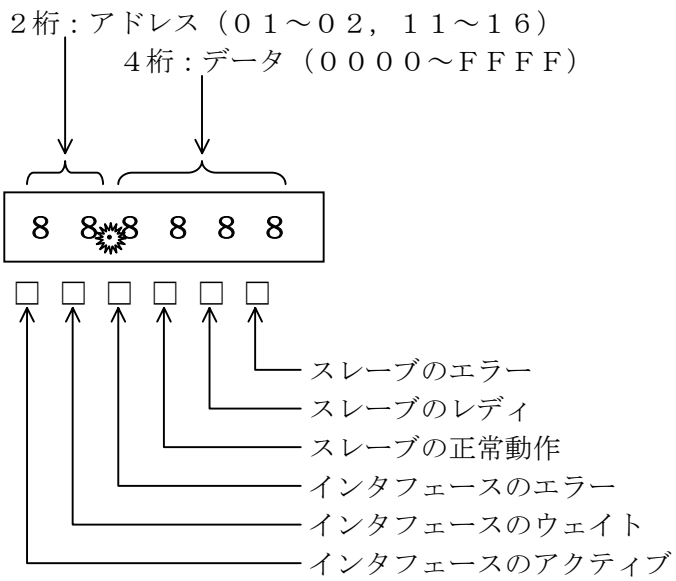 ２桁：アドレス（０１～０２，１１～１６）
４桁：データ（００００～ＦＦＦＦ）
８ ８.８ ８ ８ ８
スレーブのエラー
スレーブのレディ
スレーブの正常動作
インタフェースのエラー
インタフェースのウェイト
インタフェースのアクティブ